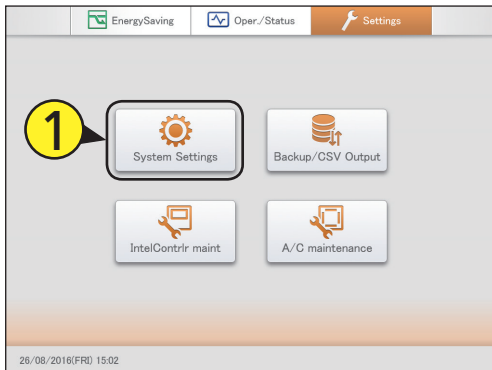 EnergySaving Oper./Status Settings
1
System Settings Backup/CSV Output
IntelContrlr maint A/C maintenance
26/08/2016(FRI) 15:02